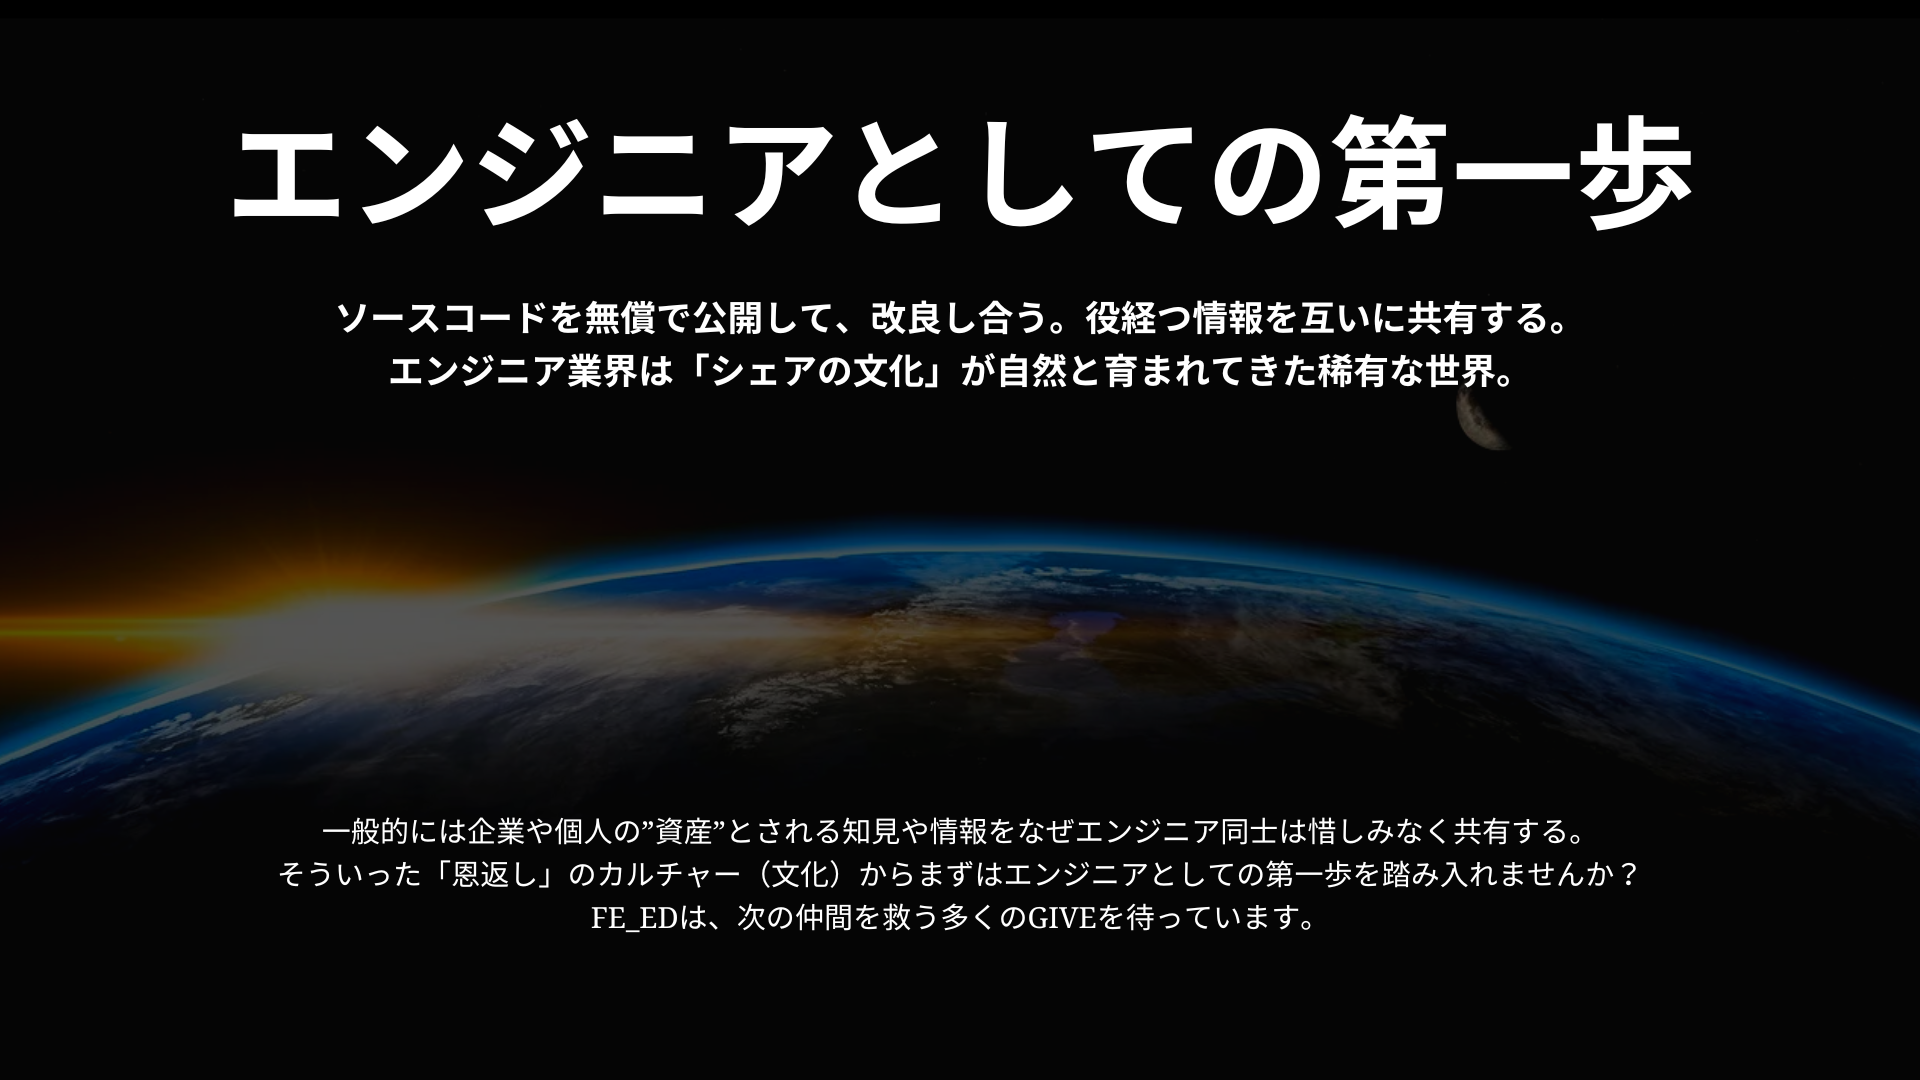 エンジニアとしての第一歩
ソースコードを無償で公開して、改良し合う。役経つ情報を互いに共有する。
エンジニア業界は「シェアの文化」が自然と育まれてきた稀有な世界。
一般的には企業や個人の”資産”とされる知見や情報をなぜエンジニア同士は惜しみなく共有する。
そういった「恩返し」のカルチャー（文化）からまずはエンジニアとしての第一歩を踏み入れませんか？
FE_EDは、次の仲間を救う多くのGIVEを待っています。